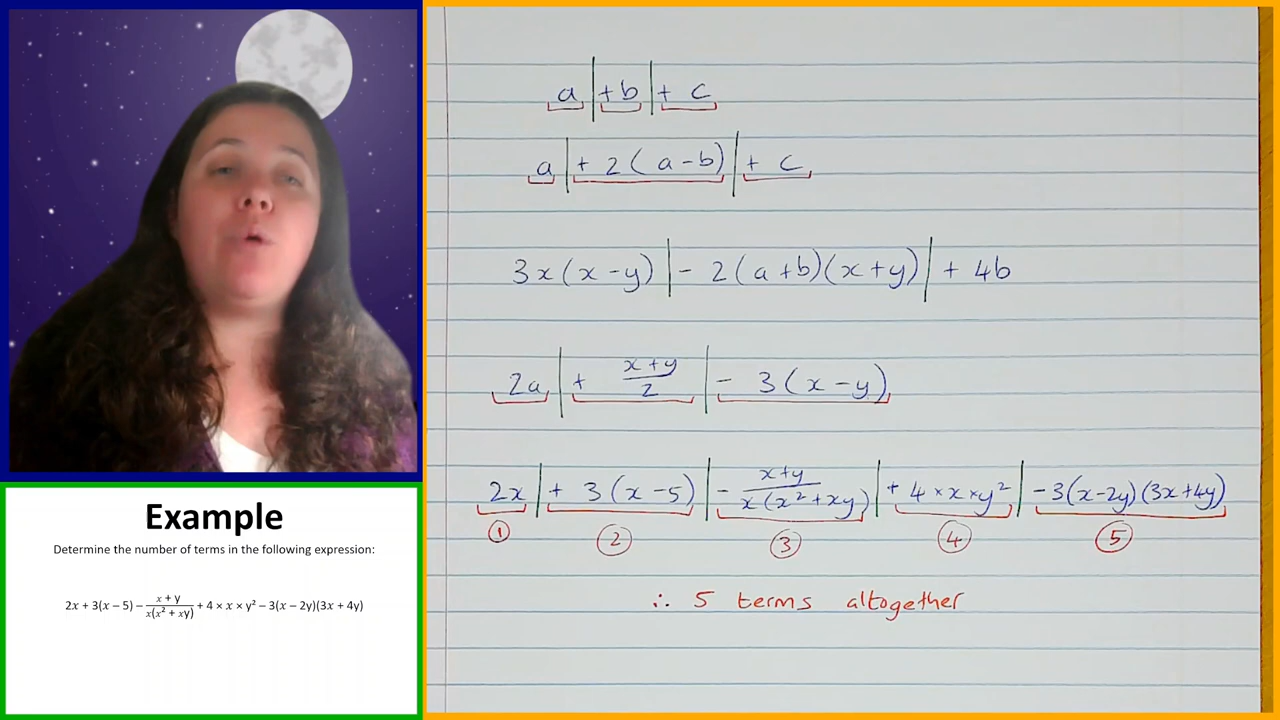 Example
Determine the number of terms in the following expression:
2x + 3(x − 5) − (x + y)/(x(x² + xy)) + 4 × x × y² − 3(x − 2y)(3x + 4y)
a | + b | + c
a | + 2 ( a − b) | + c
3x (x − y) | − 2 (a + b)(x + y) | + 4b
2a | + (x + y)/2 | − 3 (x − y)
2x | + 3 (x − 5) | − (x + y)/(x (x² + xy)) | + 4 × x × y² | − 3(x − 2y)(3x + 4y)
① ② ③ ④ ⑤
∴ 5 terms altogether